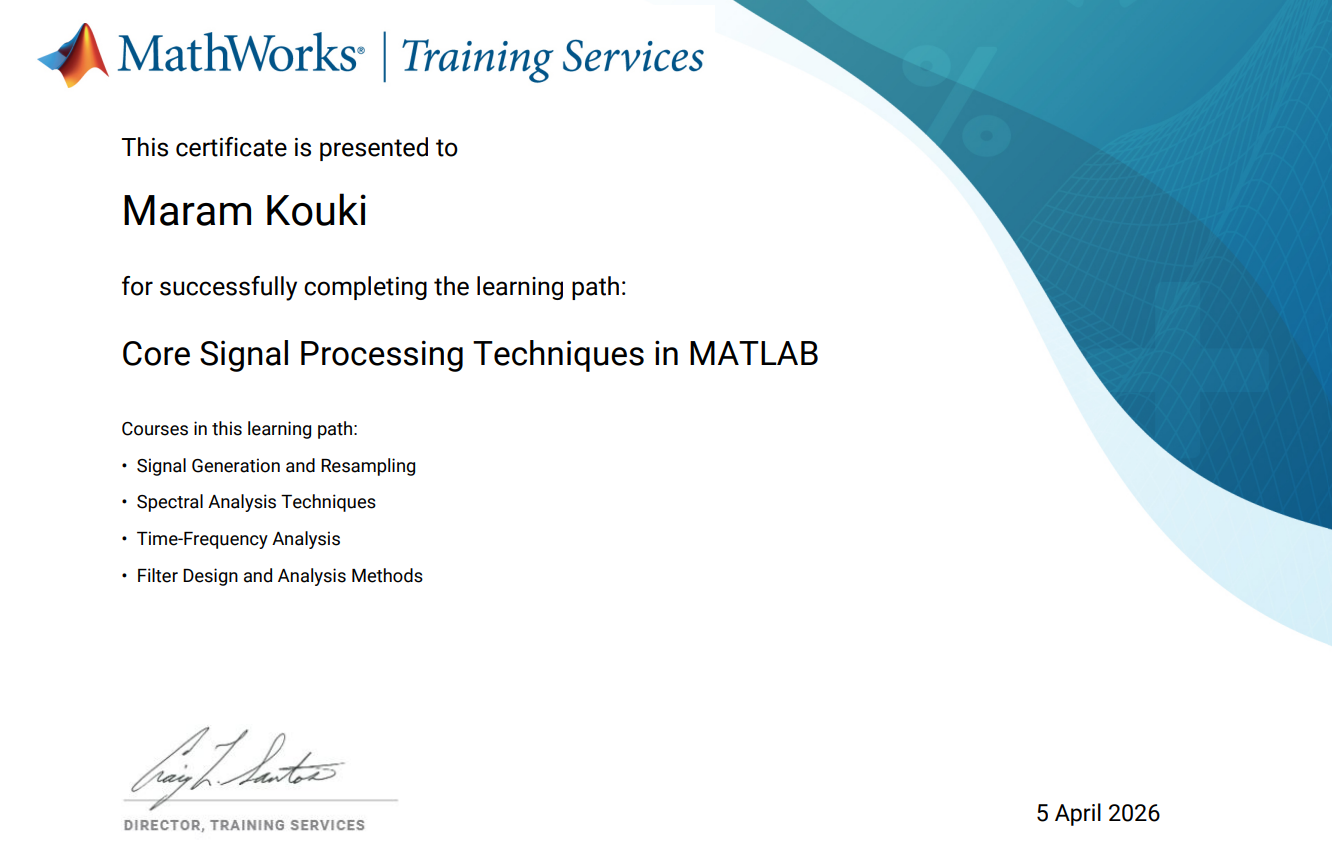 MathWorks® | Training Services
This certificate is presented to
Maram Kouki
for successfully completing the learning path:
Core Signal Processing Techniques in MATLAB
Courses in this learning path:
• Signal Generation and Resampling
• Spectral Analysis Techniques
• Time-Frequency Analysis
• Filter Design and Analysis Methods
Craig L. Santos
DIRECTOR, TRAINING SERVICES
5 April 2026
%
+